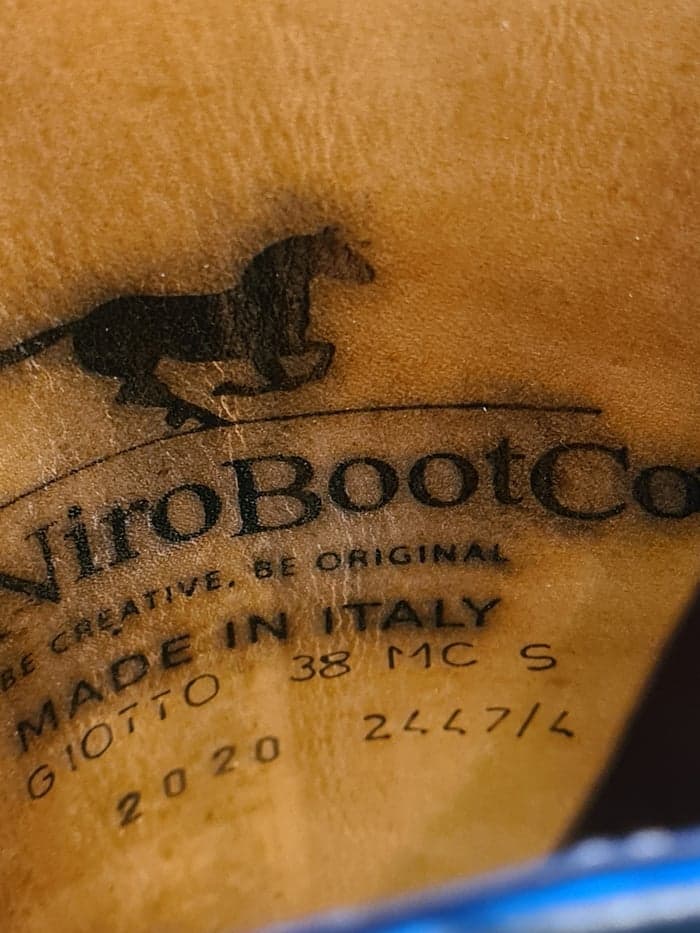 NiroBootCo
BE CREATIVE. BE ORIGINAL
MADE IN ITALY
GIOTTO 38 MC S
2020 2447/4